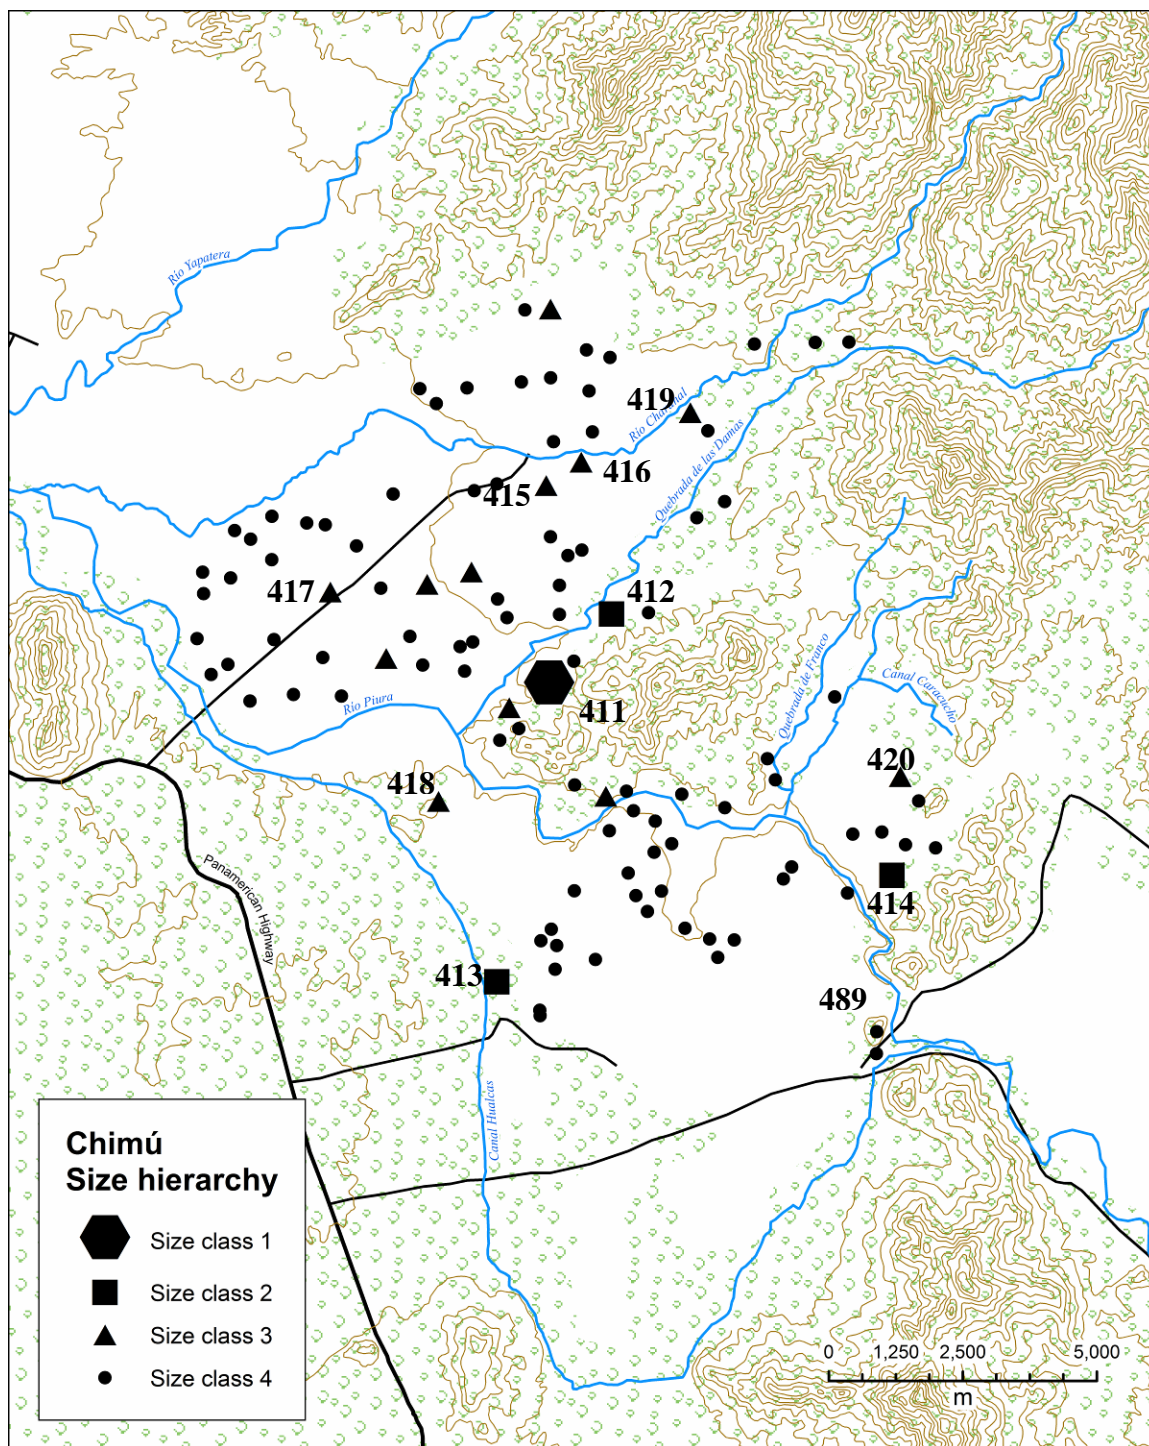 Río Yapatera
419
Río Charanal
Quebrada de las Damas
416
415
417
412
Quebrada de Franco
Canal Caracucho
Río Piura
411
420
418
Panamerican Highway
414
413
489
Canal Hualcas
Chimú
Size hierarchy
Size class 1
Size class 2
Size class 3
Size class 4
0 1,250 2,500 5,000
m